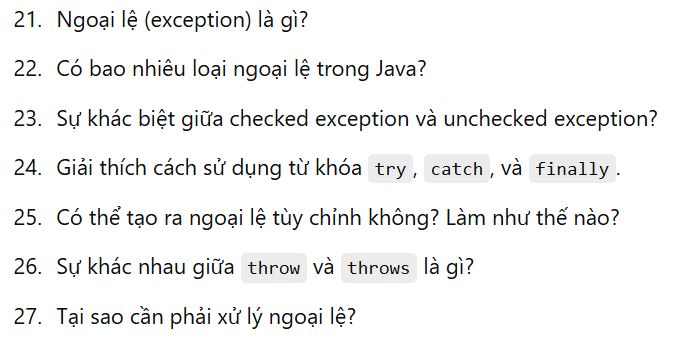 21. Ngoại lệ (exception) là gì?
22. Có bao nhiêu loại ngoại lệ trong Java?
23. Sự khác biệt giữa checked exception và unchecked exception?
24. Giải thích cách sử dụng từ khóa try, catch, và finally.
25. Có thể tạo ra ngoại lệ tùy chỉnh không? Làm như thế nào?
26. Sự khác nhau giữa throw và throws là gì?
27. Tại sao cần phải xử lý ngoại lệ?